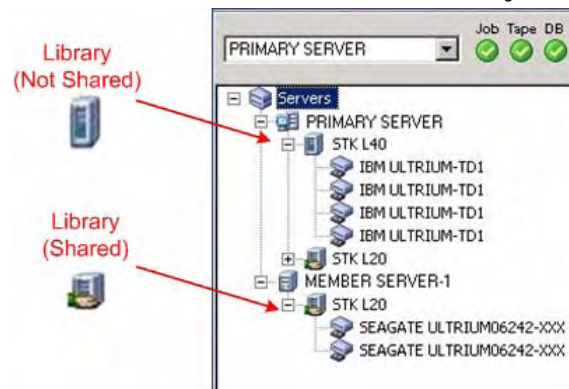 Job Tape DB
PRIMARY SERVER
Library
(Not Shared)
Servers
PRIMARY SERVER
STK L40
IBM ULTRIUM-TD1
IBM ULTRIUM-TD1
IBM ULTRIUM-TD1
IBM ULTRIUM-TD1
STK L20
Library
(Shared)
MEMBER SERVER-1
STK L20
SEAGATE ULTRIUM06242-XXX
SEAGATE ULTRIUM06242-XXX